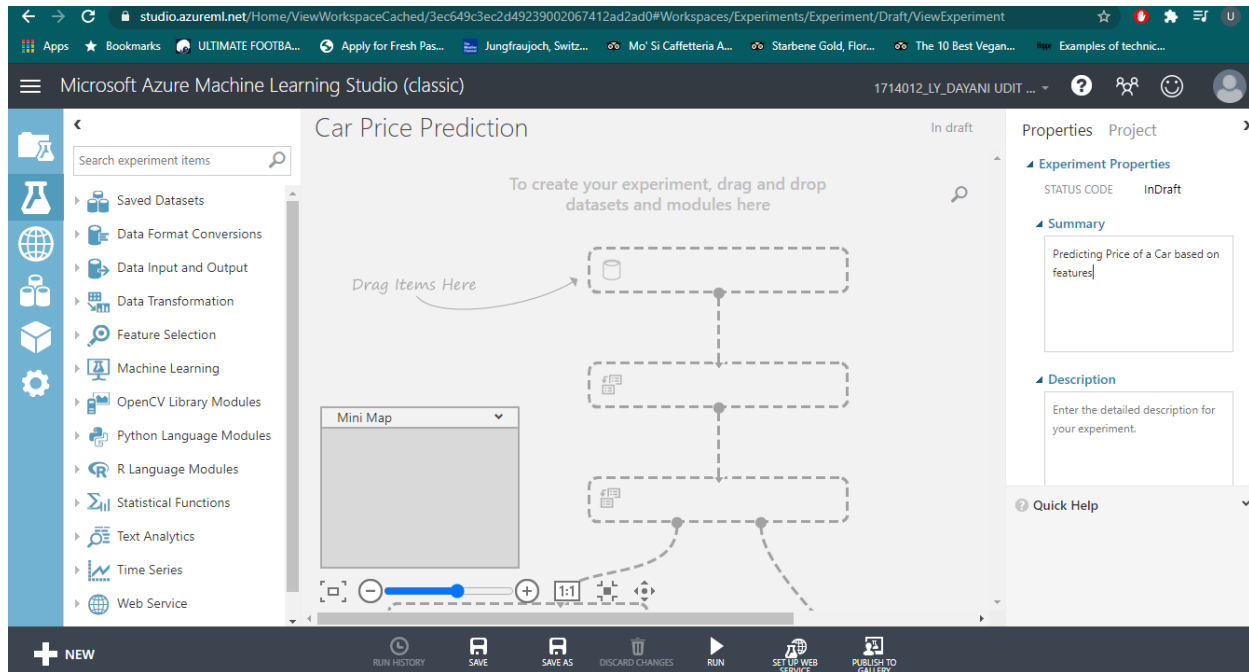 studio.azureml.net/Home/ViewWorkspaceCached/3ec649c3ec2d49239002067412ad2ad0#Workspaces/Experiments/Experiment/Draft/ViewExperiment
U
Apps Bookmarks ULTIMATE FOOTBA... Apply for Fresh Pas... Jungfraujoch, Switz... Mo' Si Caffetteria A... Starbene Gold, Flor... The 10 Best Vegan... Examples of technic...
Microsoft Azure Machine Learning Studio (classic)
1714012_LY_DAYANI UDIT ...
Search experiment items
Saved Datasets
Data Format Conversions
Data Input and Output
Data Transformation
Feature Selection
Machine Learning
OpenCV Library Modules
Python Language Modules
R Language Modules
Statistical Functions
Text Analytics
Time Series
Web Service
Car Price Prediction
In draft
To create your experiment, drag and drop
datasets and modules here
Drag Items Here
Mini Map
1:1
Properties Project
Experiment Properties
STATUS CODE InDraft
Summary
Predicting Price of a Car based on
features
Description
Enter the detailed description for
your experiment.
Quick Help
NEW
RUN HISTORY
SAVE
SAVE AS
DISCARD CHANGES
RUN
SET UP WEB
SERVICE
PUBLISH TO
GALLERY